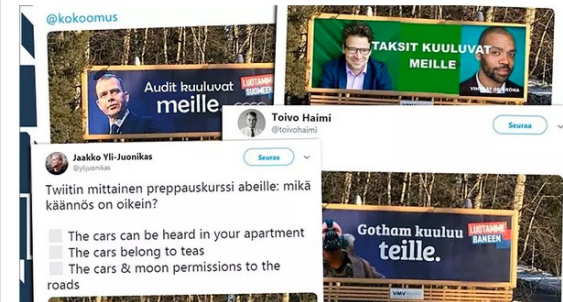 @kokoomus
Audit kuuluvat
meille.
LUOTAMME
SUOMEEN
TAKSIT KUULUVAT
MEILLE
Toivo Haimi
@toivohaimi
Seuraa
Jaakko Yli-Juonikas
@ylijuonikas
Seuraa
Twiitin mittainen preppauskurssi abeille: mikä
käännös on oikein?
The cars can be heard in your apartment
The cars belong to teas
The cars & moon permissions to the
roads
Gotham kuuluu
teille.
LUOTAMME
BANEEN
VMV